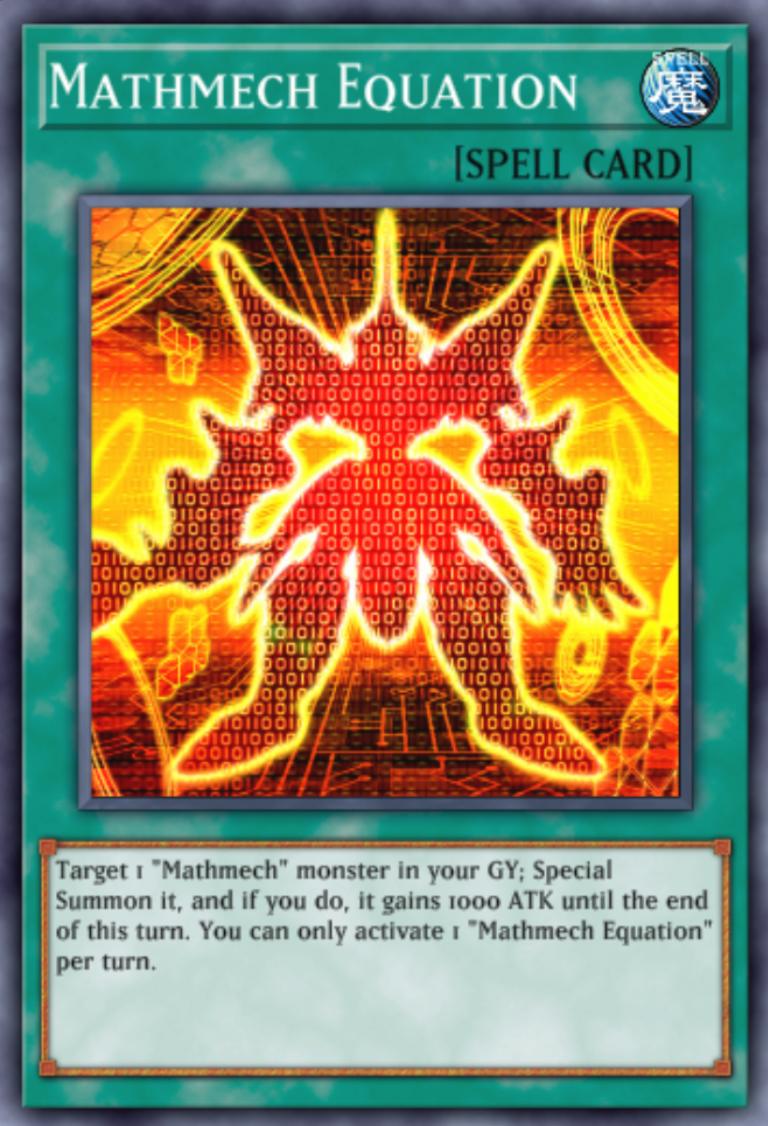 Mathmech Equation
SPELL
魔
[SPELL CARD]
Target 1 "Mathmech" monster in your GY; Special
Summon it, and if you do, it gains 1000 ATK until the end
of this turn. You can only activate 1 "Mathmech Equation"
per turn.